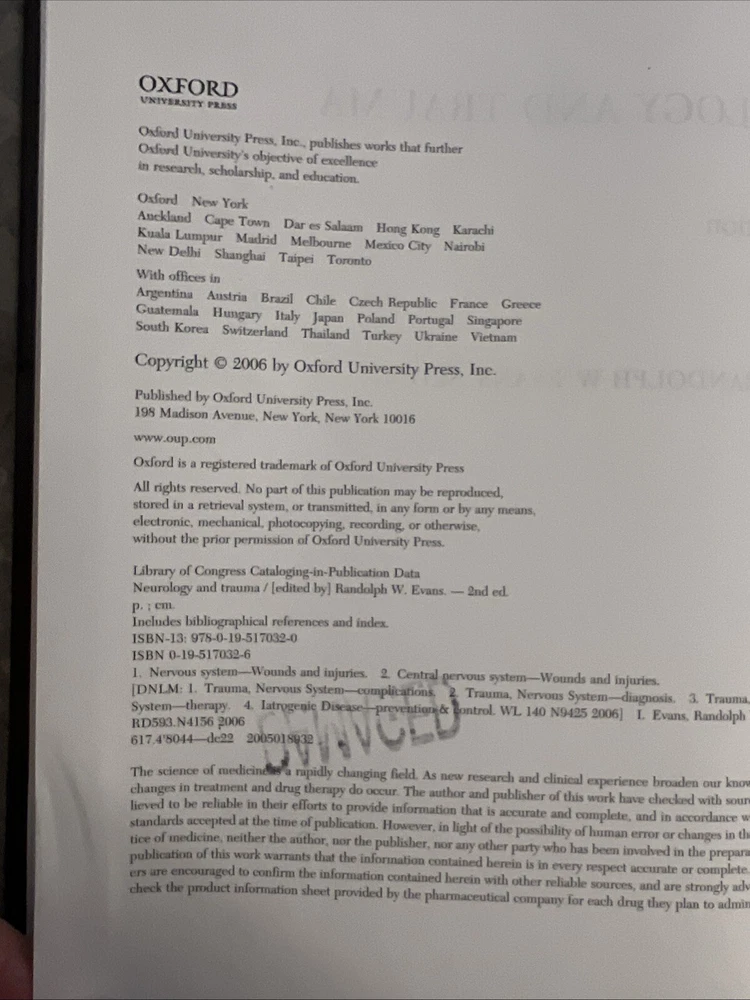 OXFORD
UNIVERSITY PRESS
Oxford University Press, Inc., publishes works that further
Oxford University's objective of excellence
in research, scholarship, and education.
Oxford New York
Auckland Cape Town Dar es Salaam Hong Kong Karachi
Kuala Lumpur Madrid Melbourne Mexico City Nairobi
New Delhi Shanghai Taipei Toronto
With offices in
Argentina Austria Brazil Chile Czech Republic France Greece
Guatemala Hungary Italy Japan Poland Portugal Singapore
South Korea Switzerland Thailand Turkey Ukraine Vietnam
Copyright © 2006 by Oxford University Press, Inc.
Published by Oxford University Press, Inc.
198 Madison Avenue, New York, New York 10016
www.oup.com
Oxford is a registered trademark of Oxford University Press
All rights reserved. No part of this publication may be reproduced,
stored in a retrieval system, or transmitted, in any form or by any means,
electronic, mechanical, photocopying, recording, or otherwise,
without the prior permission of Oxford University Press.
Library of Congress Cataloging-in-Publication Data
Neurology and trauma / [edited by] Randolph W. Evans. — 2nd ed.
p. ; cm.
Includes bibliographical references and index.
ISBN-13: 978-0-19-517032-0
ISBN 0-19-517032-6
1. Nervous system—Wounds and injuries. 2. Central nervous system—Wounds and injuries.
[DNLM: 1. Trauma, Nervous System—complications. 2. Trauma, Nervous System—diagnosis. 3. Trauma,
System—therapy. 4. Iatrogenic Disease—prevention & control. WL 140 N9425 2006] I. Evans, Randolph
RD593.N4156 2006
617.4'8044—dc22 2005018932
The science of medicine is a rapidly changing field. As new research and clinical experience broaden our know
changes in treatment and drug therapy do occur. The author and publisher of this work have checked with sour
lieved to be reliable in their efforts to provide information that is accurate and complete, and in accordance w
standards accepted at the time of publication. However, in light of the possibility of human error or changes in th
tice of medicine, neither the author, nor the publisher, nor any other party who has been involved in the prepara
publication of this work warrants that the information contained herein is in every respect accurate or complete.
ers are encouraged to confirm the information contained herein with other reliable sources, and are strongly adv
check the product information sheet provided by the pharmaceutical company for each drug they plan to admin